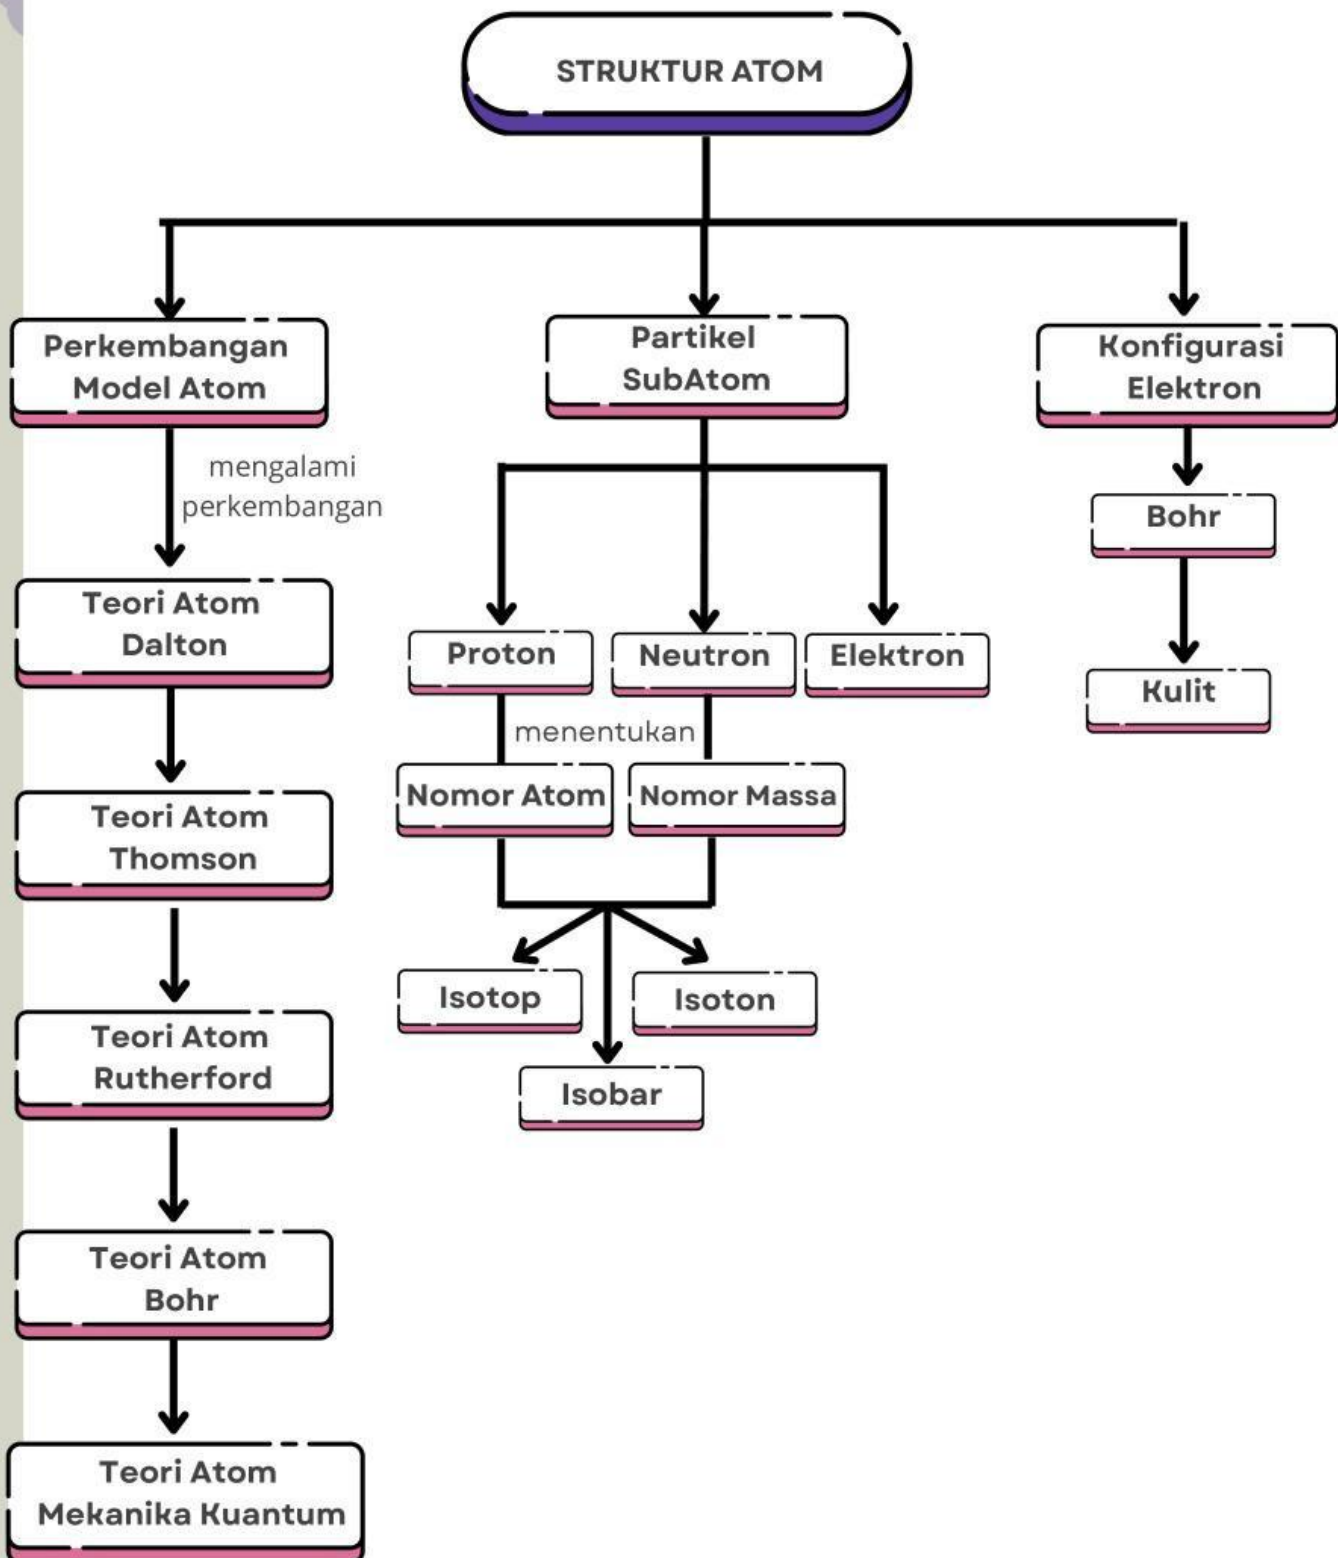 STRUKTUR ATOM
Perkembangan
Model Atom
mengalami
perkembangan
Teori Atom
Dalton
Teori Atom
Thomson
Teori Atom
Rutherford
Teori Atom
Bohr
Teori Atom
Mekanika Kuantum
Partikel
SubAtom
Proton
Neutron
Elektron
menentukan
Nomor Atom
Nomor Massa
Isotop
Isoton
Isobar
Konfigurasi
Elektron
Bohr
Kulit